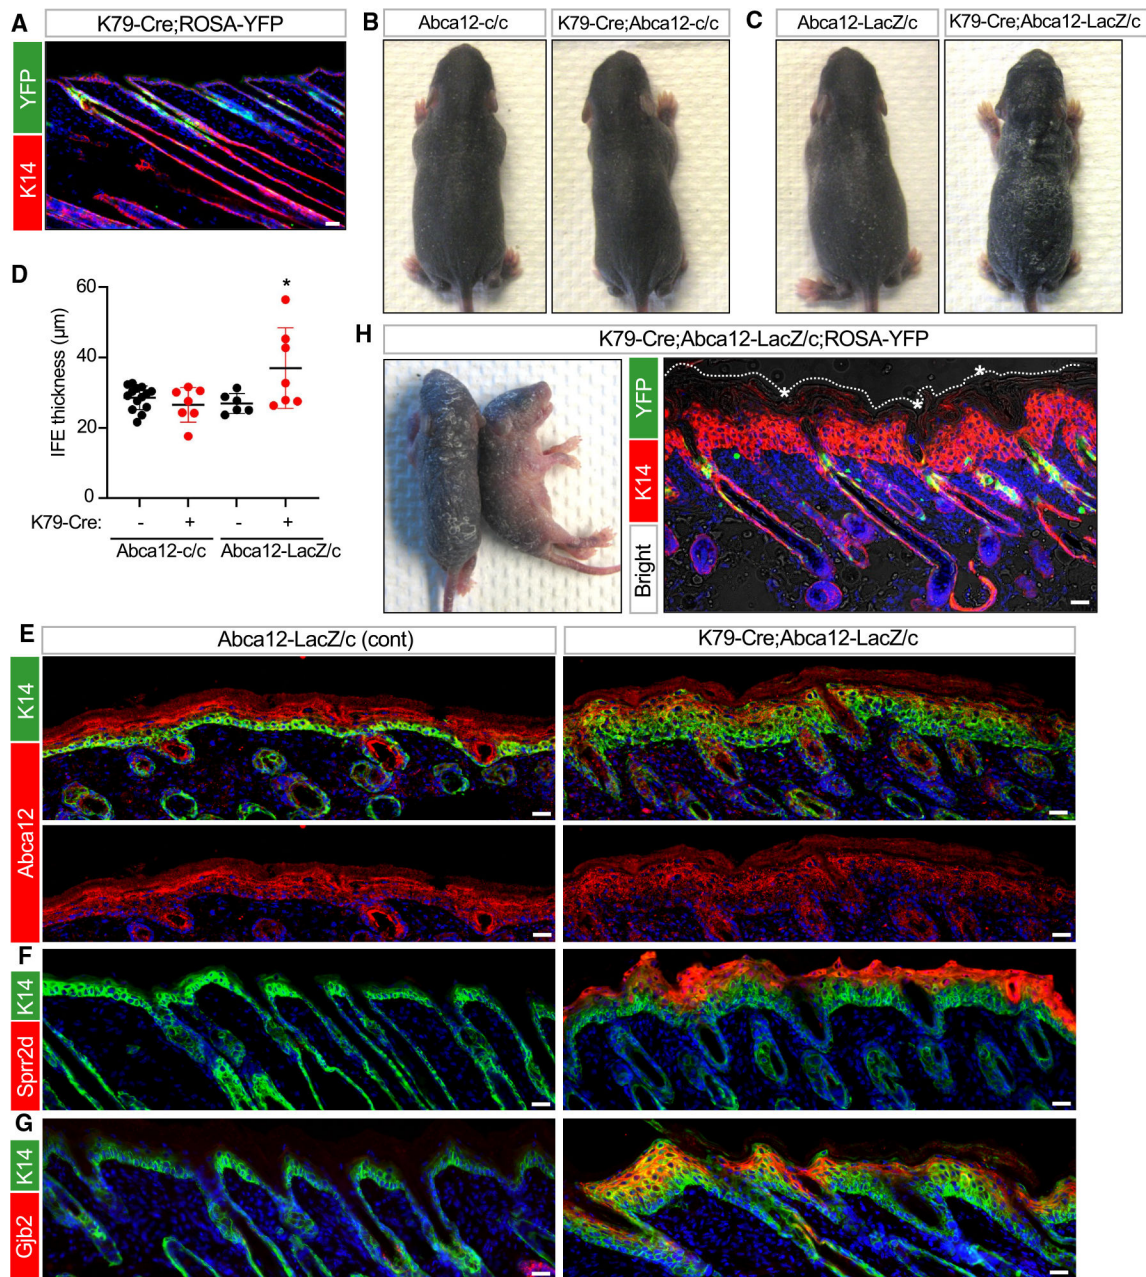 A
K79-Cre;ROSA-YFP
YFP
K14
B
Abca12-c/c
K79-Cre;Abca12-c/c
C
Abca12-LacZ/c
K79-Cre;Abca12-LacZ/c
D
IFE thickness (µm)
60
40
20
0
*
K79-Cre:
-
+
-
+
Abca12-c/c
Abca12-LacZ/c
H
K79-Cre;Abca12-LacZ/c;ROSA-YFP
YFP
K14
Bright
*
*
*
E
Abca12-LacZ/c (cont)
K79-Cre;Abca12-LacZ/c
K14
Abca12
F
K14
Sprr2d
G
K14
Gjb2